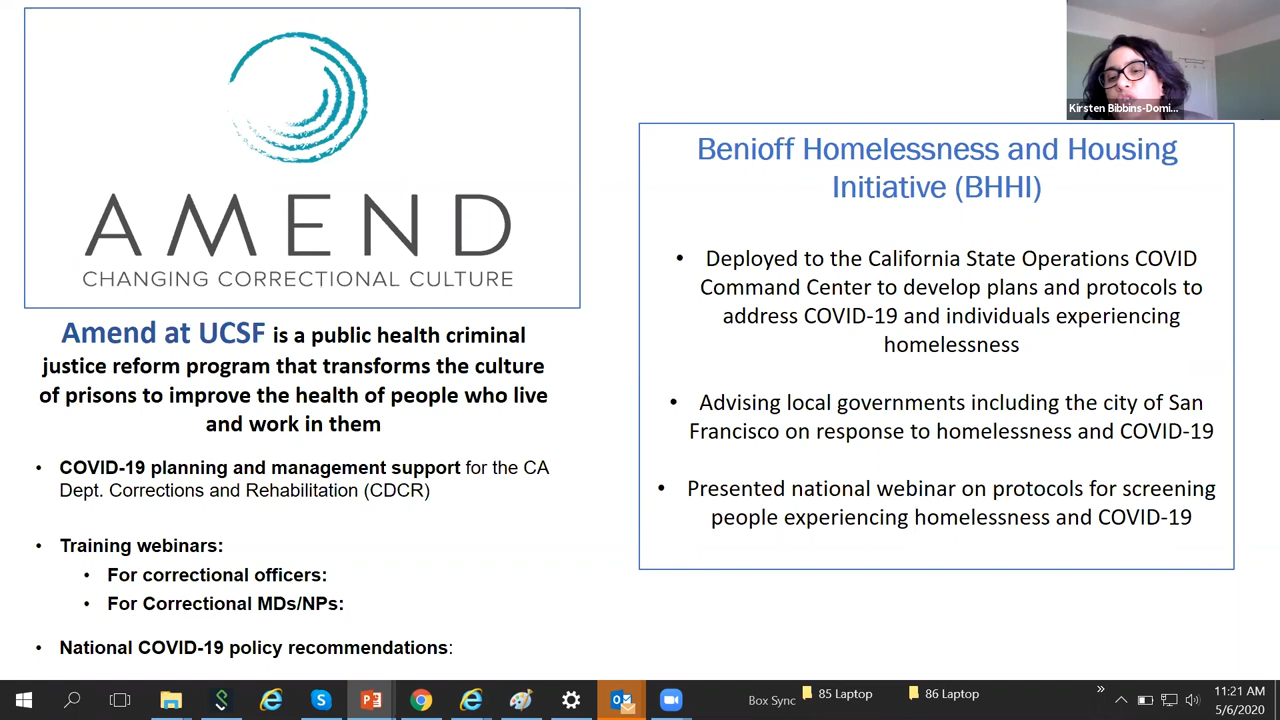 AMEND
CHANGING CORRECTIONAL CULTURE
Amend at UCSF is a public health criminal
justice reform program that transforms the culture
of prisons to improve the health of people who live
and work in them
• COVID-19 planning and management support for the CA
Dept. Corrections and Rehabilitation (CDCR)
• Training webinars:
• For correctional officers:
• For Correctional MDs/NPs:
• National COVID-19 policy recommendations:
Kirsten Bibbins-Domi...
Benioff Homelessness and Housing
Initiative (BHHI)
• Deployed to the California State Operations COVID
Command Center to develop plans and protocols to
address COVID-19 and individuals experiencing
homelessness
• Advising local governments including the city of San
Francisco on response to homelessness and COVID-19
• Presented national webinar on protocols for screening
people experiencing homelessness and COVID-19
Box Sync
85 Laptop
86 Laptop
»
11:21 AM
5/6/2020